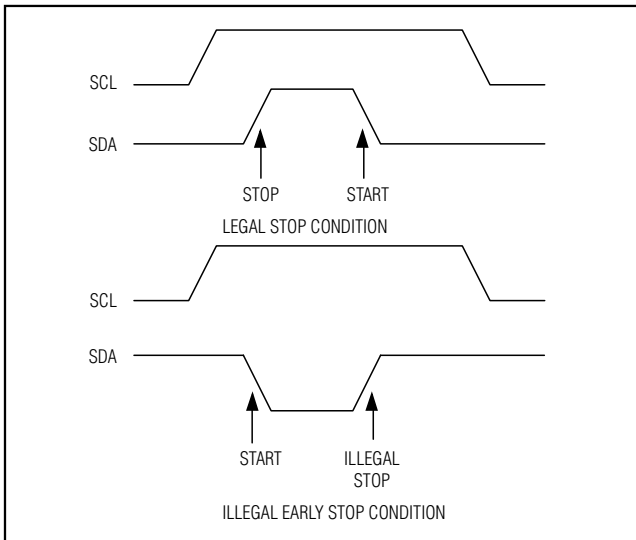 SCL
SDA
STOP START
LEGAL STOP CONDITION
SCL
SDA
START ILLEGAL
STOP
ILLEGAL EARLY STOP CONDITION